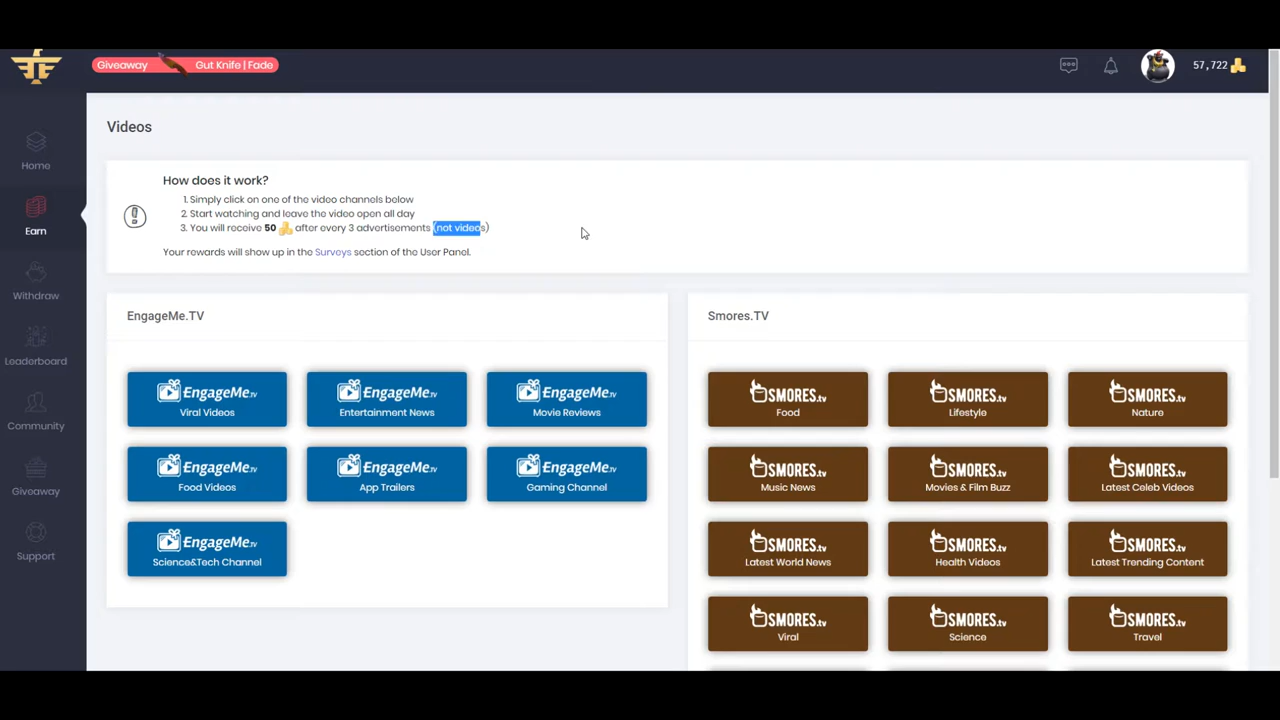 Giveaway Gut Knife | Fade
57,722
Home
Earn
Withdraw
Leaderboard
Community
Giveaway
Support
Videos
How does it work?
1. Simply click on one of the video channels below
2. Start watching and leave the video open all day
3. You will receive 50 after every 3 advertisements (not videos)
Your rewards will show up in the Surveys section of the User Panel.
EngageMe.TV
EngageMe.TV
Viral Videos
EngageMe.TV
Entertainment News
EngageMe.TV
Movie Reviews
EngageMe.TV
Food Videos
EngageMe.TV
App Trailers
EngageMe.TV
Gaming Channel
EngageMe.TV
Science&Tech Channel
Smores.TV
SMORES.tv
Food
SMORES.tv
Lifestyle
SMORES.tv
Nature
SMORES.tv
Music News
SMORES.tv
Movies & Film Buzz
SMORES.tv
Latest Celeb Videos
SMORES.tv
Latest World News
SMORES.tv
Health Videos
SMORES.tv
Latest Trending Content
SMORES.tv
Viral
SMORES.tv
Science
SMORES.tv
Travel